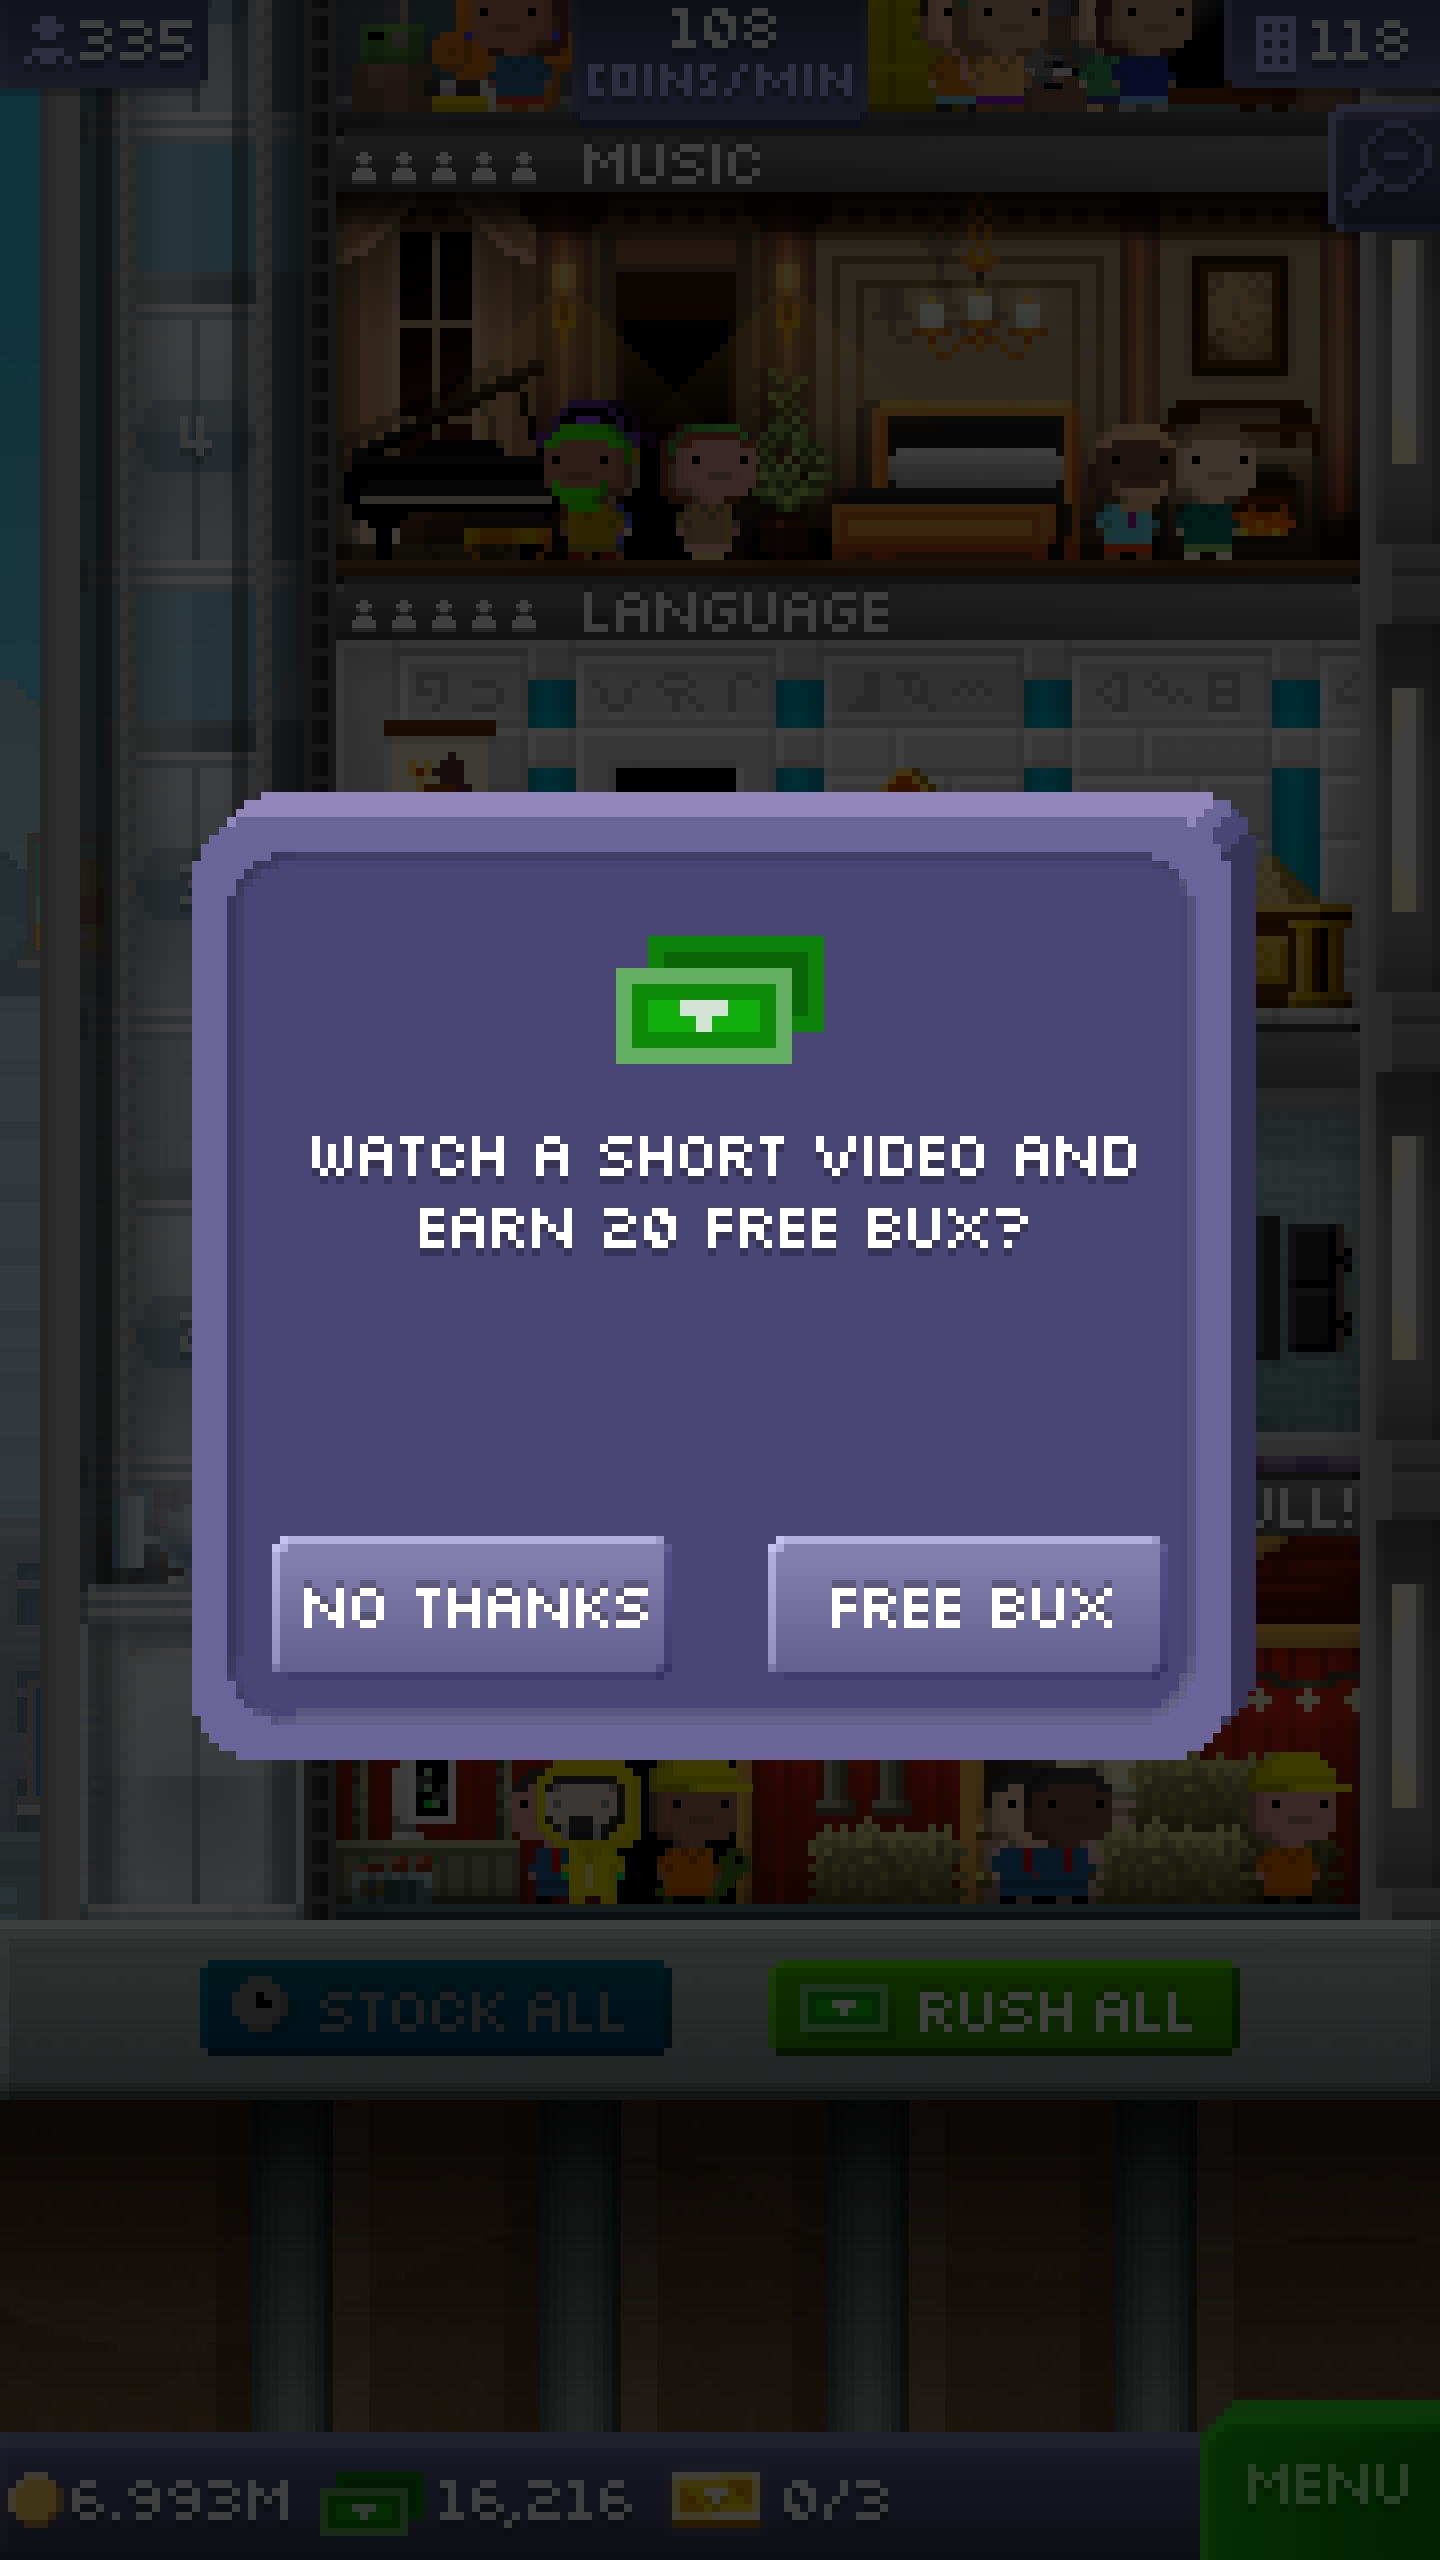 335
108
COINS/MIN
118
MUSIC
4
LANGUAGE
WATCH A SHORT VIDEO AND
EARN 20 FREE BUX?
NO THANKS
FREE BUX
STOCK ALL
RUSH ALL
6.993M
16,216
0/3
MENU